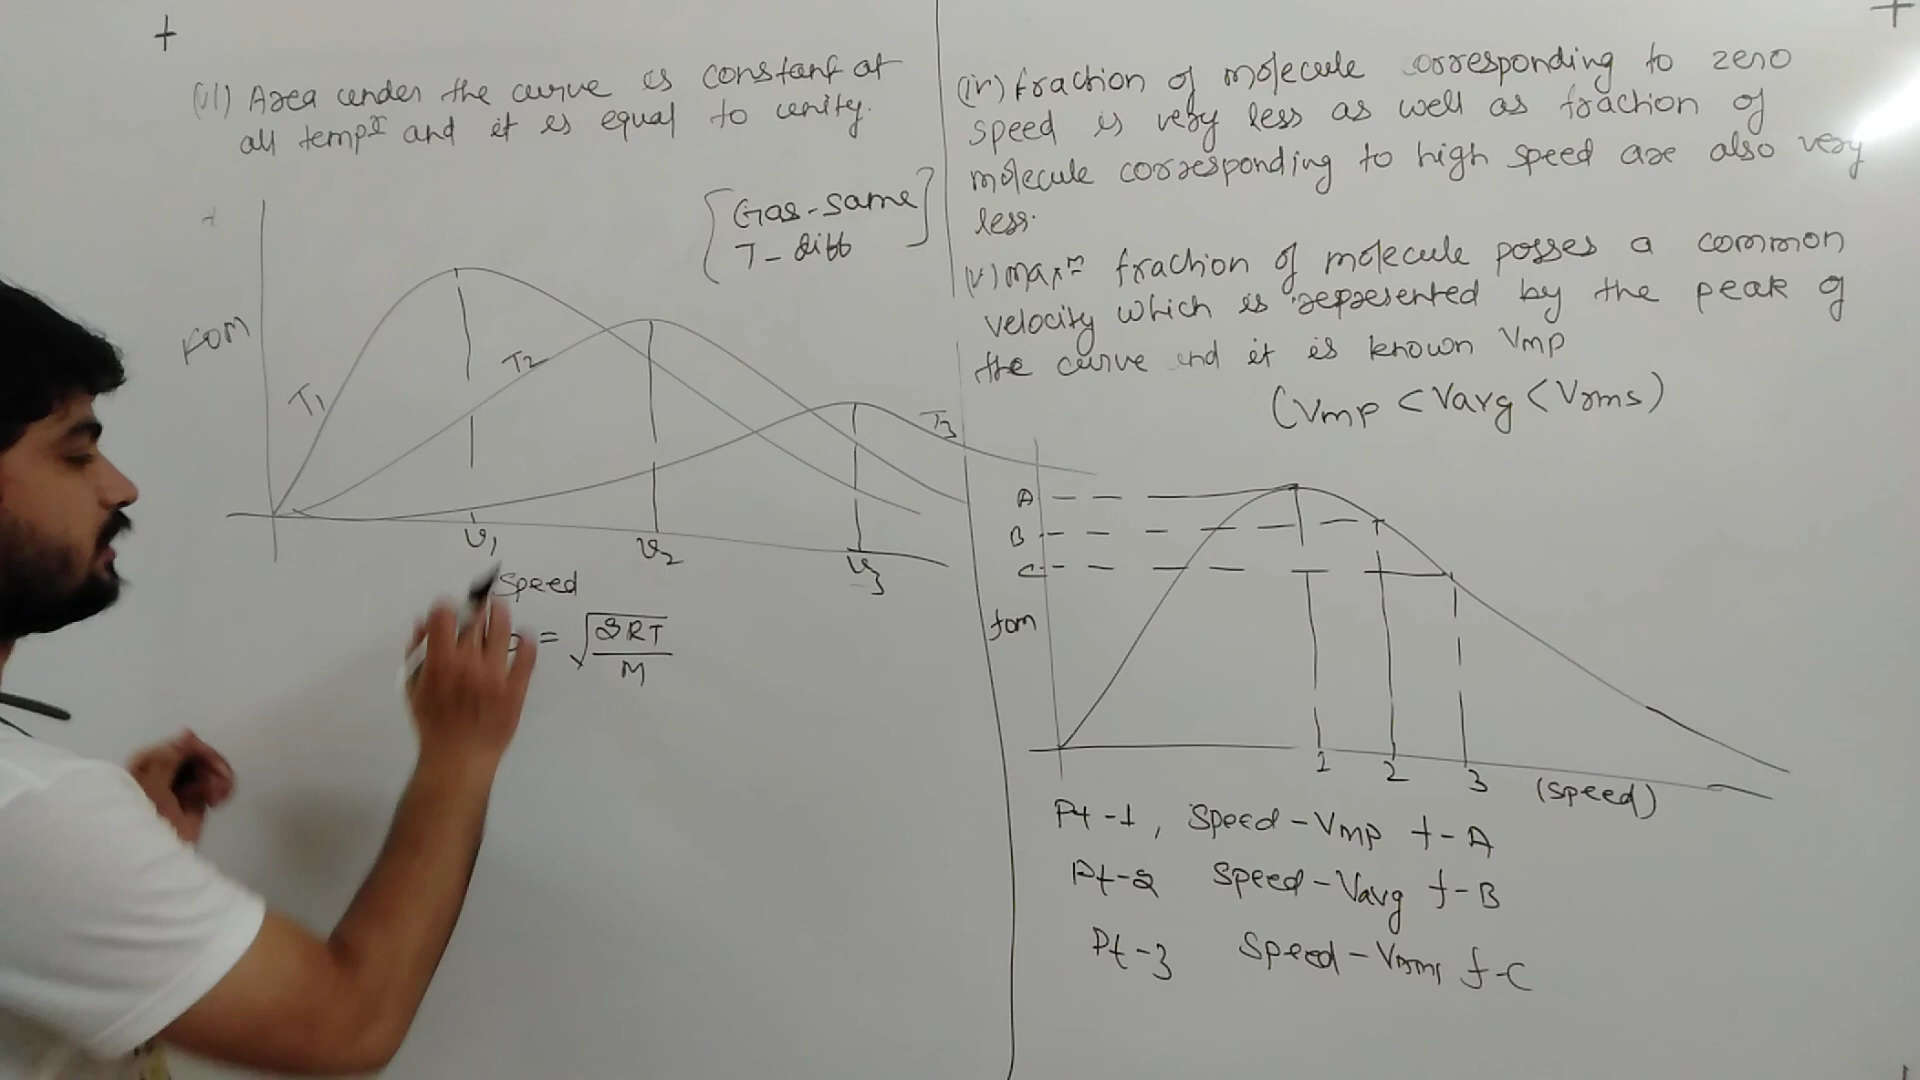 (vi) Area under the curve is constant at
all temp^r and it is equal to unity.
[Gas-same]
T-diff
FOM
T1
T2
T3
v1
v2
v3
Speed
= √3RT/M
(iv) fraction of molecule corresponding to zero
speed is very less as well as fraction of
molecule corresponding to high speed are also very
less.
(v) max^m fraction of molecule posses a common
velocity which is represented by the peak of
the curve and it is known Vmp
(Vmp < Varg < Vrms)
A
B
C
fom
1
2
3
(speed)
Pt-1, Speed-Vmp f-A
Pt-2 Speed-Vavg f-B
Pt-3 Speed-Vrms f-C